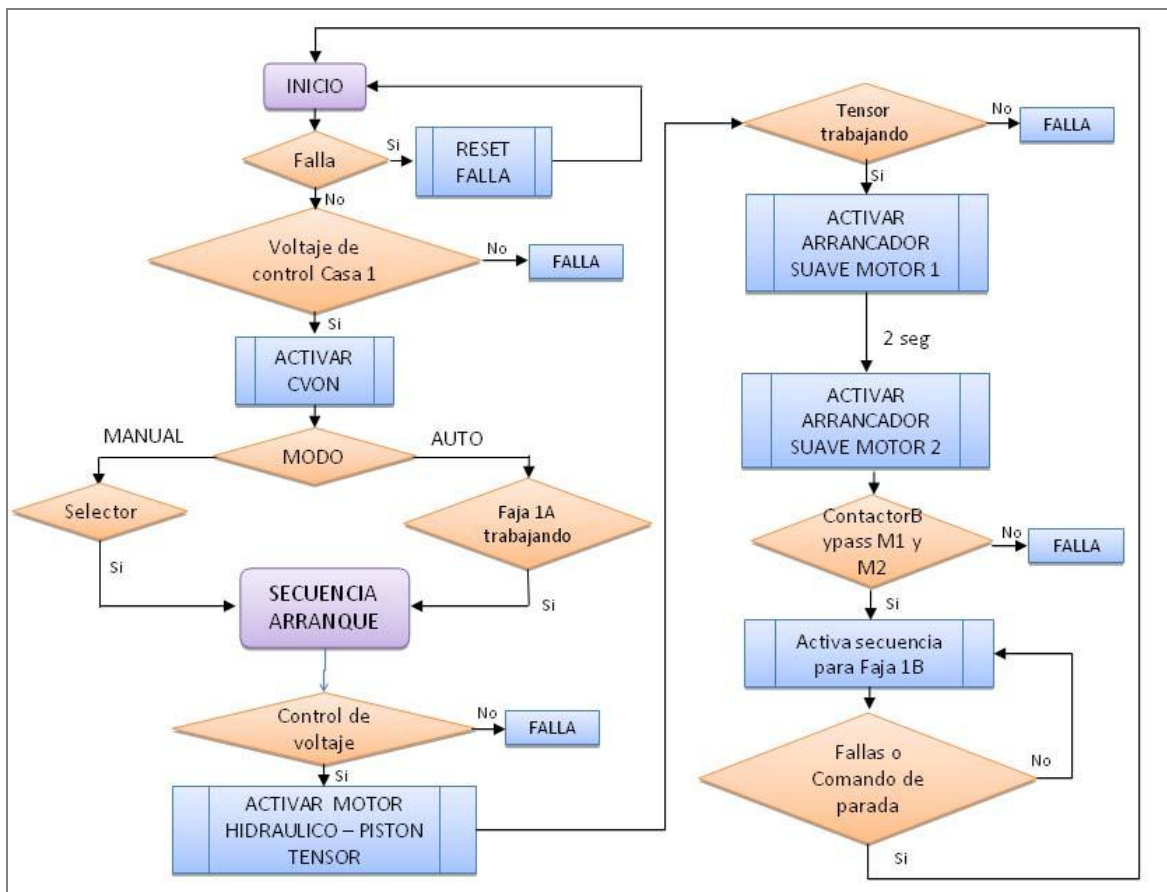 INICIO
Falla
Si
RESET
FALLA
No
Voltaje de
control Casa 1
No
FALLA
Si
ACTIVAR
CVON
MANUAL
MODO
AUTO
Selector
Faja 1A
trabajando
Si
SECUENCIA
ARRANQUE
Si
Control de
voltaje
No
FALLA
Si
ACTIVAR MOTOR
HIDRAULICO – PISTON
TENSOR
Tensor
trabajando
No
FALLA
Si
ACTIVAR
ARRANCADOR
SUAVE MOTOR 1
2 seg
ACTIVAR
ARRANCADOR
SUAVE MOTOR 2
ContactorB
ypass M1 y
M2
No
FALLA
Si
Activa secuencia
para Faja 1B
Fallas o
Comando de
parada
No
Si